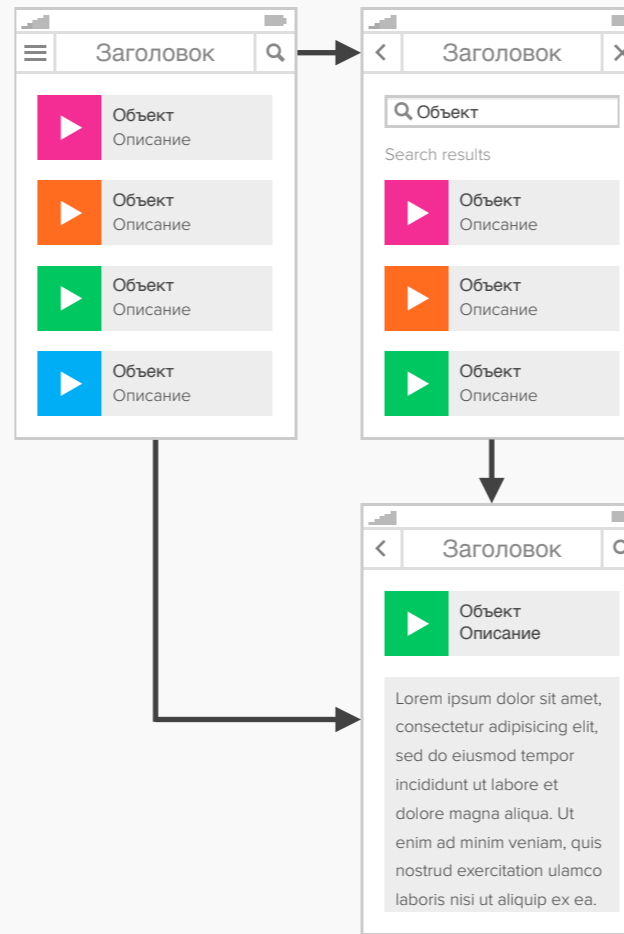 Заголовок
Объект
Описание
Объект
Описание
Объект
Описание
Объект
Описание
Заголовок
Объект
Search results
Объект
Описание
Объект
Описание
Объект
Описание
Заголовок
Объект
Описание
Lorem ipsum dolor sit amet,
consectetur adipisicing elit,
sed do eiusmod tempor
incididunt ut labore et
dolore magna aliqua. Ut
enim ad minim veniam, quis
nostrud exercitation ulamco
laboris nisi ut aliquip ex ea.